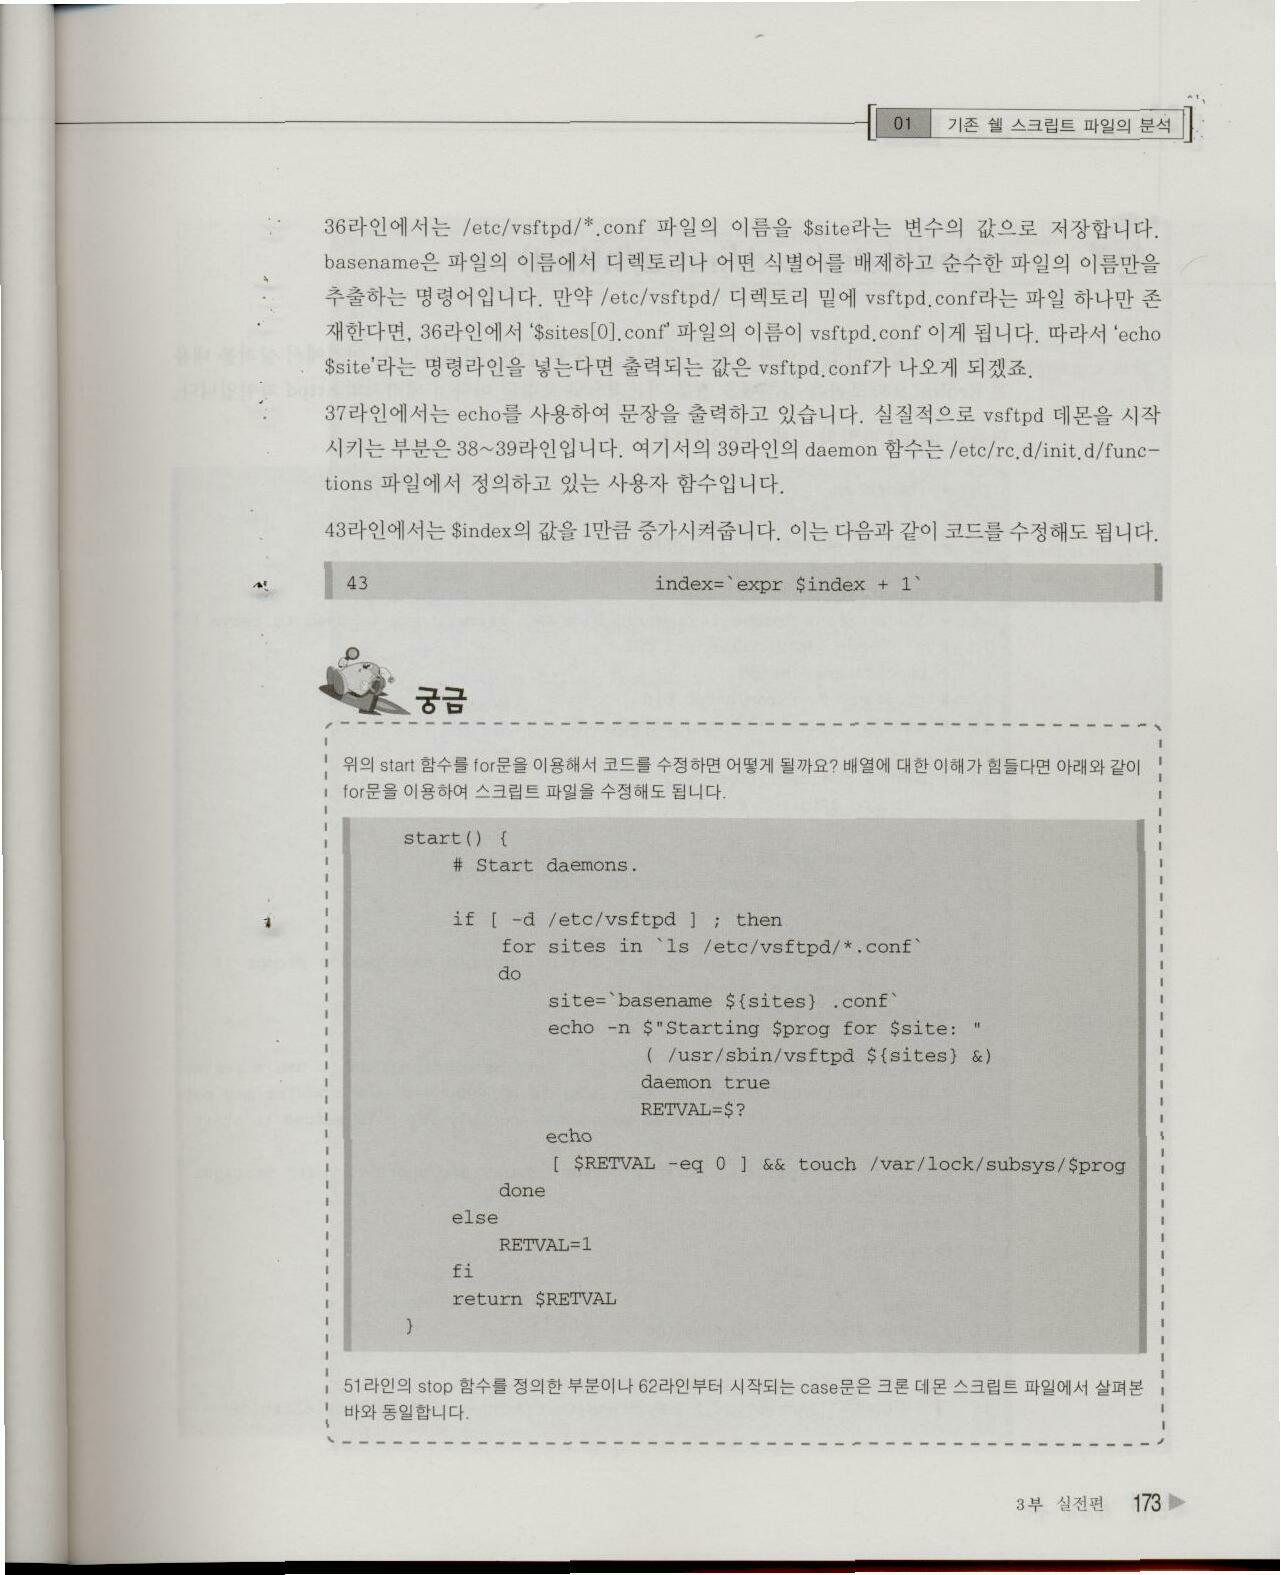 01 기존 쉘 스크립트 파일의 분석
36라인에서는 /etc/vsftpd/*.conf 파일의 이름을 $site라는 변수의 값으로 저장합니다.
basename은 파일의 이름에서 디렉토리나 어떤 식별어를 배제하고 순수한 파일의 이름만을
추출하는 명령어입니다. 만약 /etc/vsftpd/ 디렉토리 밑에 vsftpd.conf라는 파일 하나만 존
재한다면, 36라인에서 '$sites[0].conf' 파일의 이름이 vsftpd.conf 이게 됩니다. 따라서 'echo
$site'라는 명령라인을 넣는다면 출력되는 값은 vsftpd.conf가 나오게 되겠죠.
37라인에서는 echo를 사용하여 문장을 출력하고 있습니다. 실질적으로 vsftpd 데몬을 시작
시키는 부분은 38~39라인입니다. 여기서의 39라인의 daemon 함수는 /etc/rc.d/init.d/func-
tions 파일에서 정의하고 있는 사용자 함수입니다.
43라인에서는 $index의 값을 1만큼 증가시켜줍니다. 이는 다음과 같이 코드를 수정해도 됩니다.
43 index=`expr $index + 1`
궁금
위의 start 함수를 for문을 이용해서 코드를 수정하면 어떻게 될까요? 배열에 대한 이해가 힘들다면 아래와 같이
for문을 이용하여 스크립트 파일을 수정해도 됩니다.
start() {
# Start daemons.
if [ -d /etc/vsftpd ] ; then
for sites in `ls /etc/vsftpd/*.conf`
do
site=`basename ${sites} .conf`
echo -n $"Starting $prog for $site: "
( /usr/sbin/vsftpd ${sites} &)
daemon true
RETVAL=$?
echo
[ $RETVAL -eq 0 ] && touch /var/lock/subsys/$prog
done
else
RETVAL=1
fi
return $RETVAL
}
51라인의 stop 함수를 정의한 부분이나 62라인부터 시작되는 case문은 크론 데몬 스크립트 파일에서 살펴본
바와 동일합니다.
3부 실전편 173